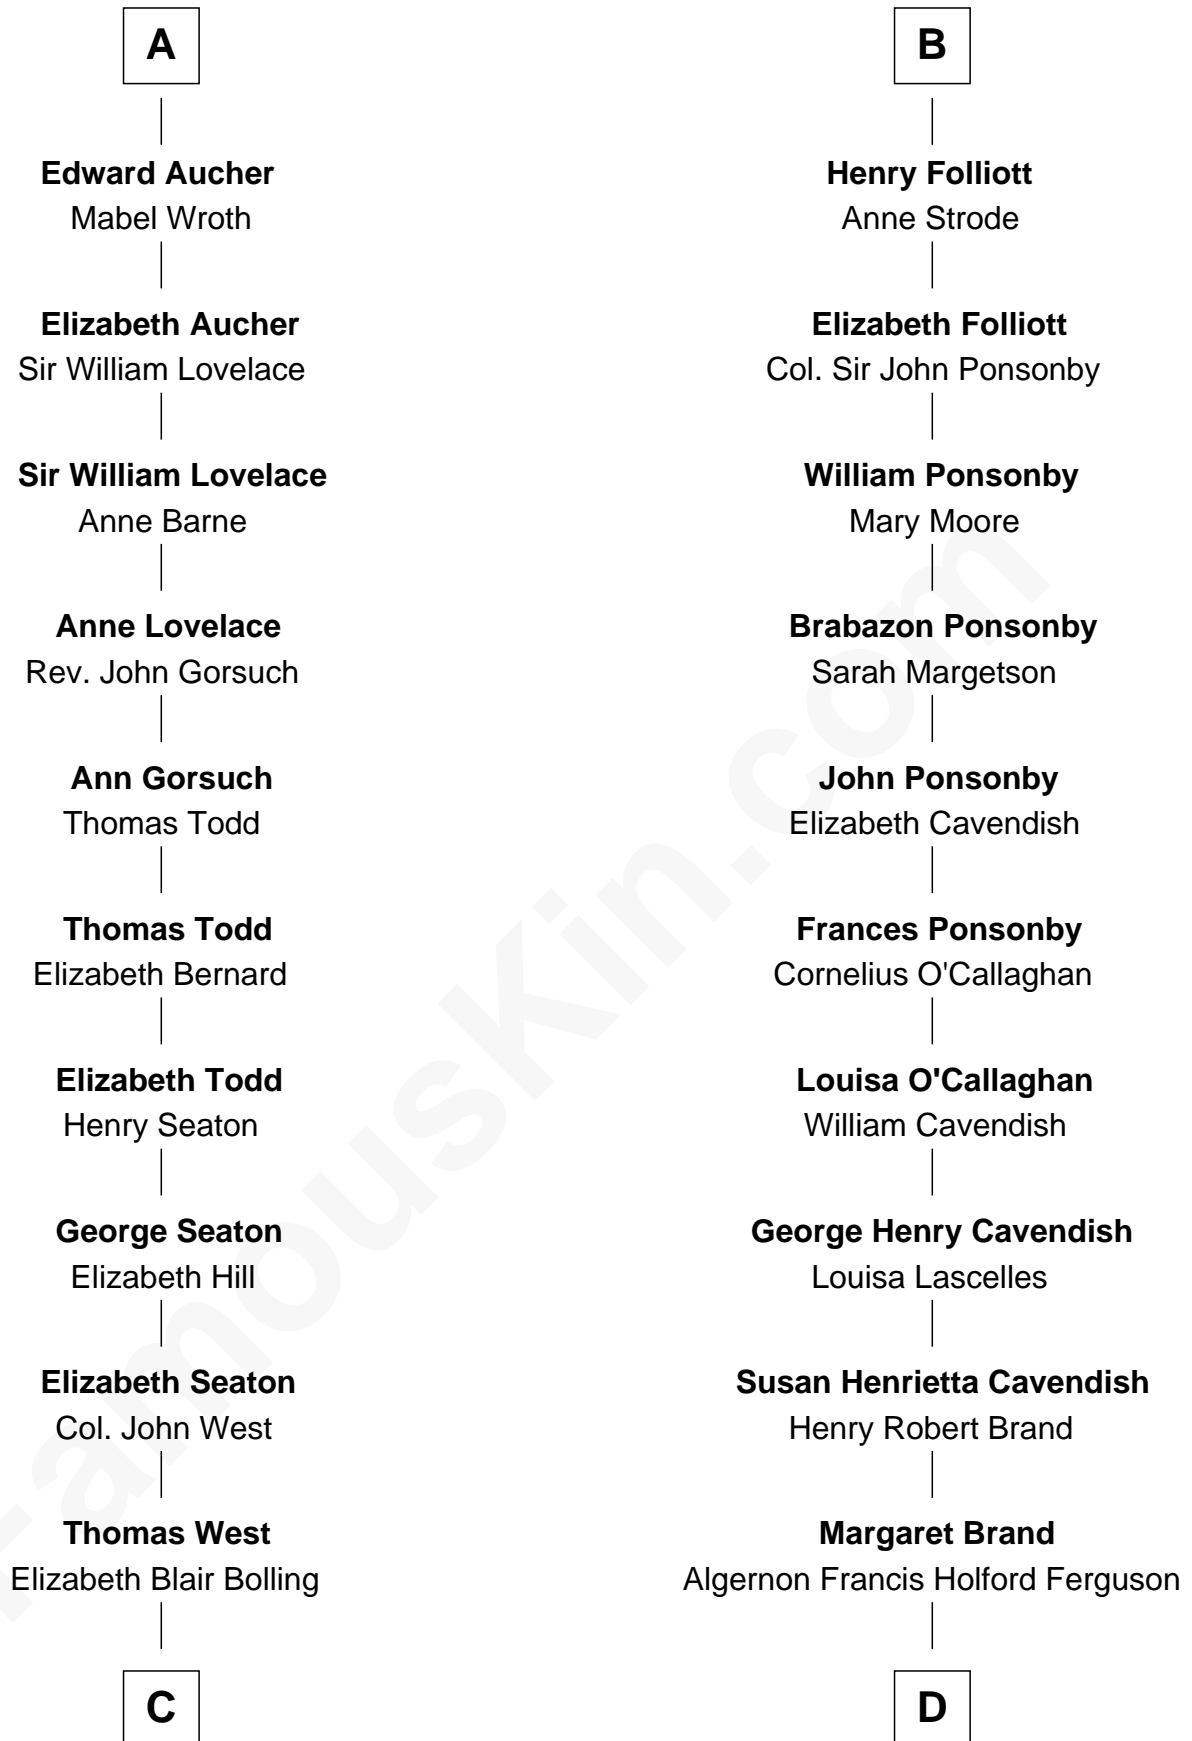 A
Edward Aucher
Mabel Wroth
Elizabeth Aucher
Sir William Lovelace
Sir William Lovelace
Anne Barne
Anne Lovelace
Rev. John Gorsuch
Ann Gorsuch
Thomas Todd
Thomas Todd
Elizabeth Bernard
Elizabeth Todd
Henry Seaton
George Seaton
Elizabeth Hill
Elizabeth Seaton
Col. John West
Thomas West
Elizabeth Blair Bolling
C
B
Henry Folliott
Anne Strode
Elizabeth Folliott
Col. Sir John Ponsonby
William Ponsonby
Mary Moore
Brabazon Ponsonby
Sarah Margetson
John Ponsonby
Elizabeth Cavendish
Frances Ponsonby
Cornelius O'Callaghan
Louisa O'Callaghan
William Cavendish
George Henry Cavendish
Louisa Lascelles
Susan Henrietta Cavendish
Henry Robert Brand
Margaret Brand
Algernon Francis Holford Ferguson
D
FamousKin.com